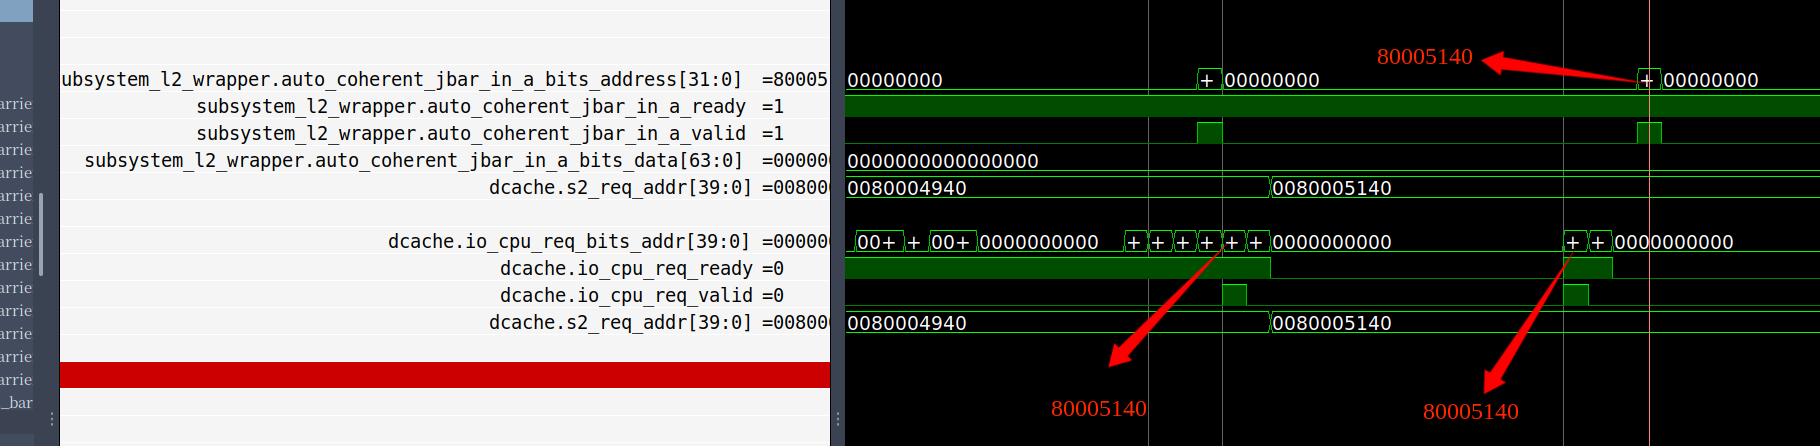 80005140
ubsystem_l2_wrapper.auto_coherent_jbar_in_a_bits_address[31:0] =80005 00000000 + 00000000 + 00000000
arrie
subsystem_l2_wrapper.auto_coherent_jbar_in_a_ready =1
arrie
subsystem_l2_wrapper.auto_coherent_jbar_in_a_valid =1
arrie
subsystem_l2_wrapper.auto_coherent_jbar_in_a_bits_data[63:0] =00000 0000000000000000
arrie
dcache.s2_req_addr[39:0] =00800 0080004940 0080005140
arrie
arrie
dcache.io_cpu_req_bits_addr[39:0] =00000 00+ + 00+ 0000000000 + + + + + + 0000000000 + + 0000000000
arrie
dcache.io_cpu_req_ready =0
arrie
dcache.io_cpu_req_valid =0
arrie
dcache.s2_req_addr[39:0] =00800 0080004940 0080005140
arrie
arrie
arrie
arrie
_bar
80005140
80005140